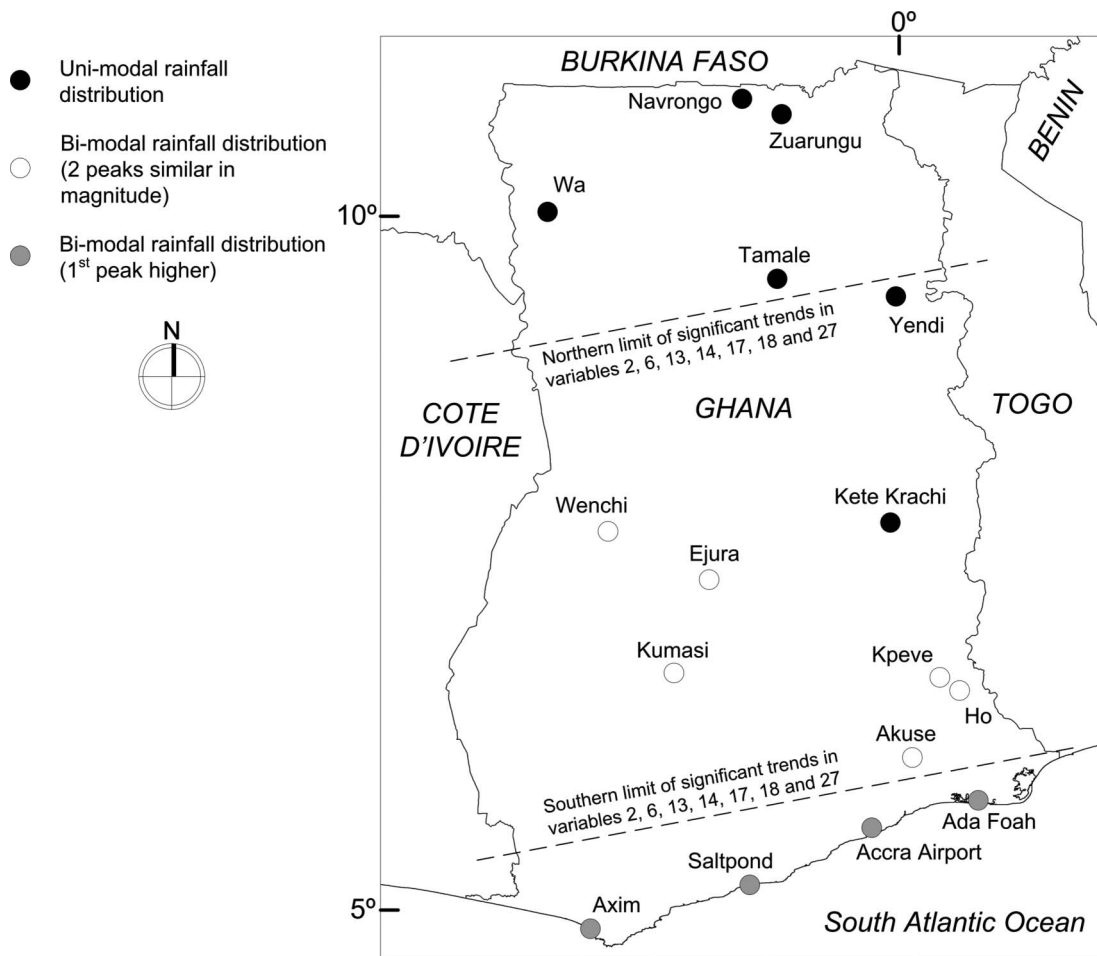 Uni-modal rainfall
distribution
Bi-modal rainfall distribution
(2 peaks similar in
magnitude)
Bi-modal rainfall distribution
(1st peak higher)
N
0º
10º
5º
BURKINA FASO
BENIN
Navrongo
Zuarungu
Wa
Tamale
Yendi
Northern limit of significant trends in
variables 2, 6, 13, 14, 17, 18 and 27
COTE
D'IVOIRE
GHANA
TOGO
Wenchi
Kete Krachi
Ejura
Kumasi
Kpeve
Ho
Akuse
Southern limit of significant trends in
variables 2, 6, 13, 14, 17, 18 and 27
Ada Foah
Accra Airport
Saltpond
Axim
South Atlantic Ocean